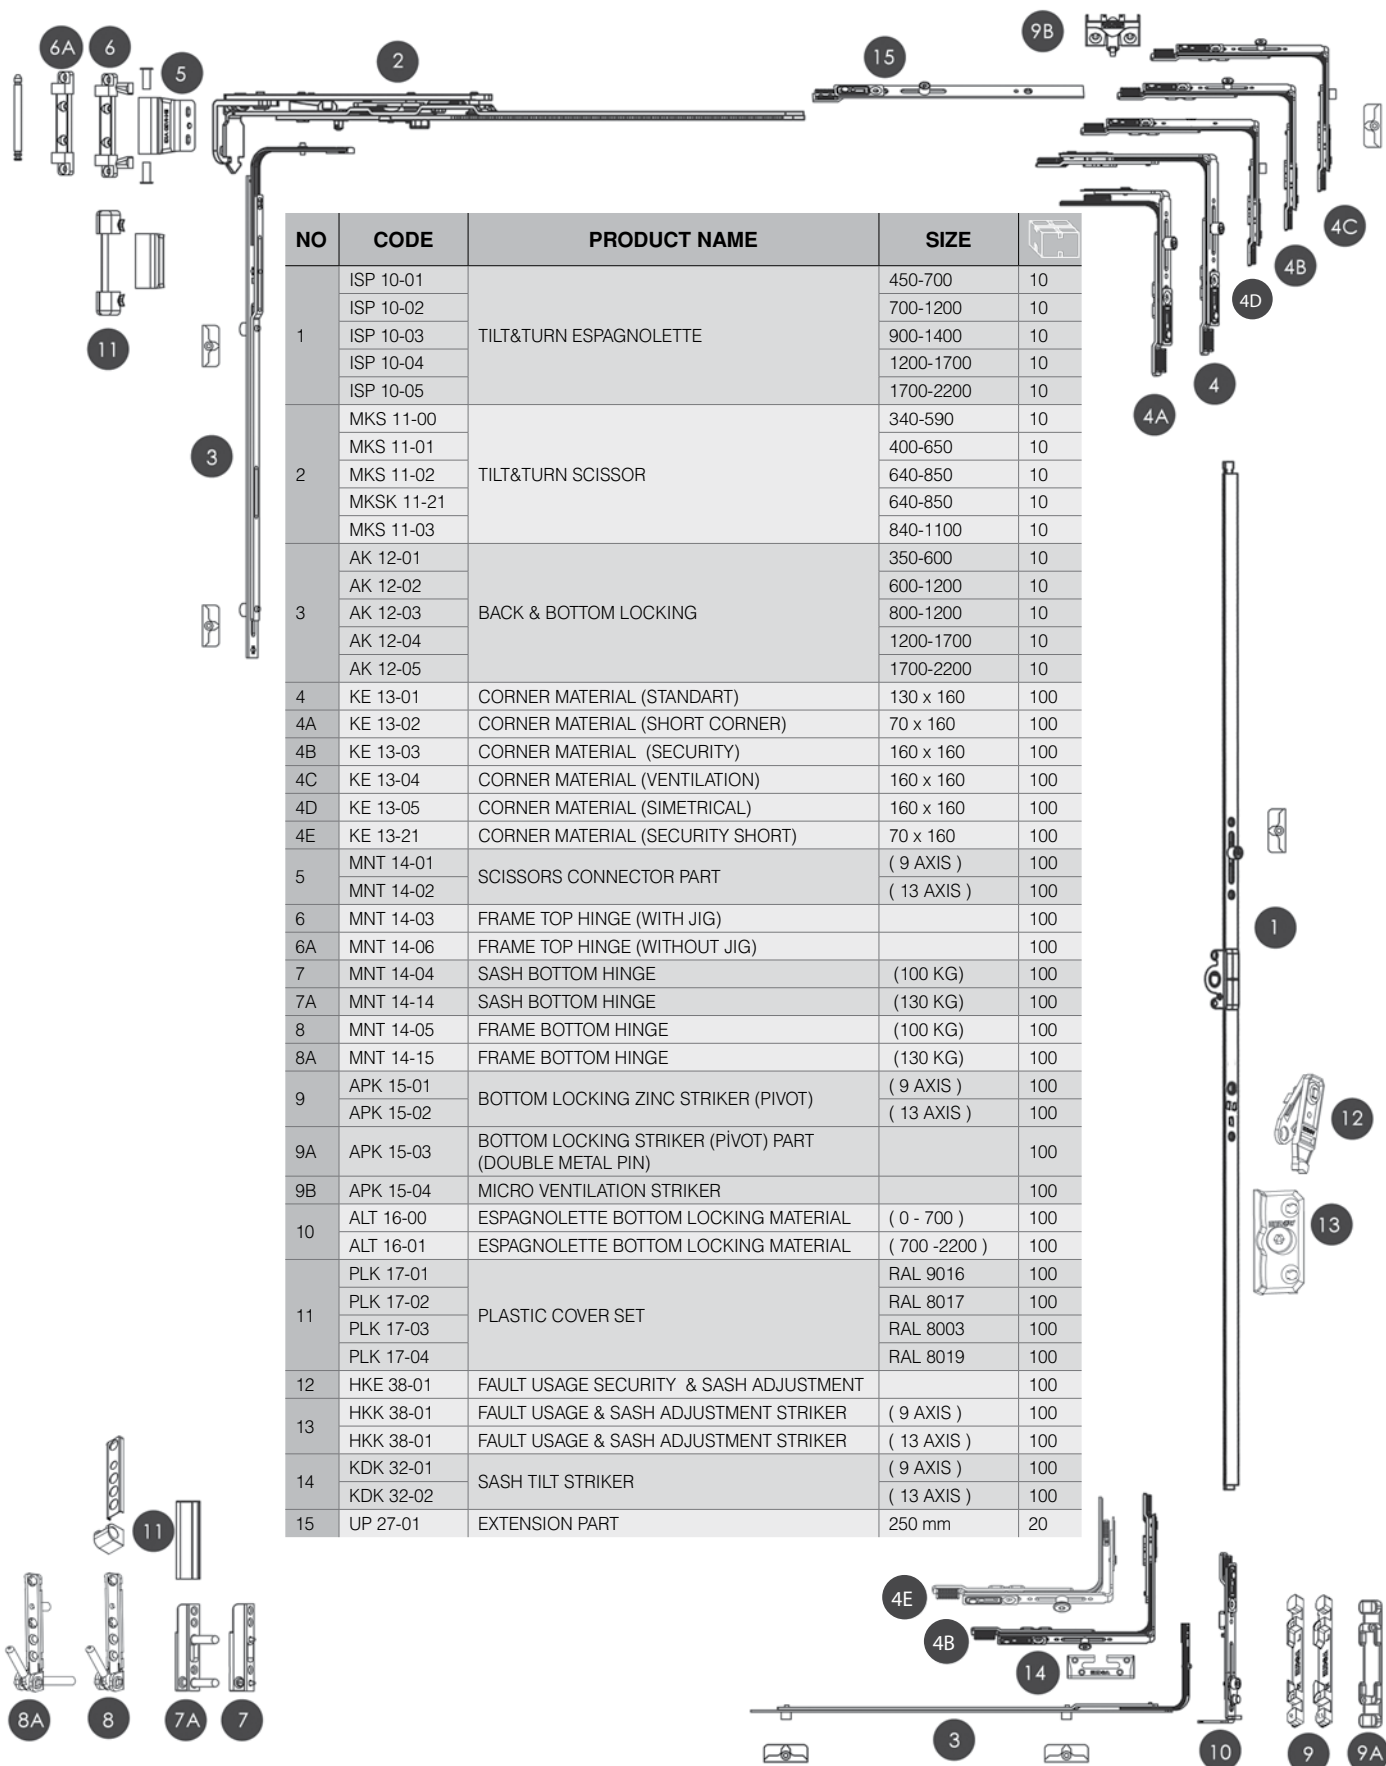 6A
6
5
2
15
9B
4C
4B
4D
4
4A
11
3
1
12
13
NO CODE PRODUCT NAME SIZE
1 TILT&TURN ESPAGNOLETTE
ISP 10-01 450-700 10
ISP 10-02 700-1200 10
ISP 10-03 900-1400 10
ISP 10-04 1200-1700 10
ISP 10-05 1700-2200 10
2 TILT&TURN SCISSOR
MKS 11-00 340-590 10
MKS 11-01 400-650 10
MKS 11-02 640-850 10
MKSK 11-21 640-850 10
MKS 11-03 840-1100 10
3 BACK & BOTTOM LOCKING
AK 12-01 350-600 10
AK 12-02 600-1200 10
AK 12-03 800-1200 10
AK 12-04 1200-1700 10
AK 12-05 1700-2200 10
4 KE 13-01 CORNER MATERIAL (STANDART) 130 x 160 100
4A KE 13-02 CORNER MATERIAL (SHORT CORNER) 70 x 160 100
4B KE 13-03 CORNER MATERIAL (SECURITY) 160 x 160 100
4C KE 13-04 CORNER MATERIAL (VENTILATION) 160 x 160 100
4D KE 13-05 CORNER MATERIAL (SIMETRICAL) 160 x 160 100
4E KE 13-21 CORNER MATERIAL (SECURITY SHORT) 70 x 160 100
5 SCISSORS CONNECTOR PART
MNT 14-01 ( 9 AXIS ) 100
MNT 14-02 ( 13 AXIS ) 100
6 MNT 14-03 FRAME TOP HINGE (WITH JIG) 100
6A MNT 14-06 FRAME TOP HINGE (WITHOUT JIG) 100
7 MNT 14-04 SASH BOTTOM HINGE (100 KG) 100
7A MNT 14-14 SASH BOTTOM HINGE (130 KG) 100
8 MNT 14-05 FRAME BOTTOM HINGE (100 KG) 100
8A MNT 14-15 FRAME BOTTOM HINGE (130 KG) 100
9 BOTTOM LOCKING ZINC STRIKER (PIVOT)
APK 15-01 ( 9 AXIS ) 100
APK 15-02 ( 13 AXIS ) 100
9A APK 15-03 BOTTOM LOCKING STRIKER (PİVOT) PART
(DOUBLE METAL PIN) 100
9B APK 15-04 MICRO VENTILATION STRIKER 100
10
ALT 16-00 ESPAGNOLETTE BOTTOM LOCKING MATERIAL ( 0 - 700 ) 100
ALT 16-01 ESPAGNOLETTE BOTTOM LOCKING MATERIAL ( 700 -2200 ) 100
11 PLASTIC COVER SET
PLK 17-01 RAL 9016 100
PLK 17-02 RAL 8017 100
PLK 17-03 RAL 8003 100
PLK 17-04 RAL 8019 100
12 HKE 38-01 FAULT USAGE SECURITY & SASH ADJUSTMENT 100
13
HKK 38-01 FAULT USAGE & SASH ADJUSTMENT STRIKER ( 9 AXIS ) 100
HKK 38-01 FAULT USAGE & SASH ADJUSTMENT STRIKER ( 13 AXIS ) 100
14 SASH TILT STRIKER
KDK 32-01 ( 9 AXIS ) 100
KDK 32-02 ( 13 AXIS ) 100
15 UP 27-01 EXTENSION PART 250 mm 20
11
8A
8
7A
7
4E
4B
14
3
10
9
9A